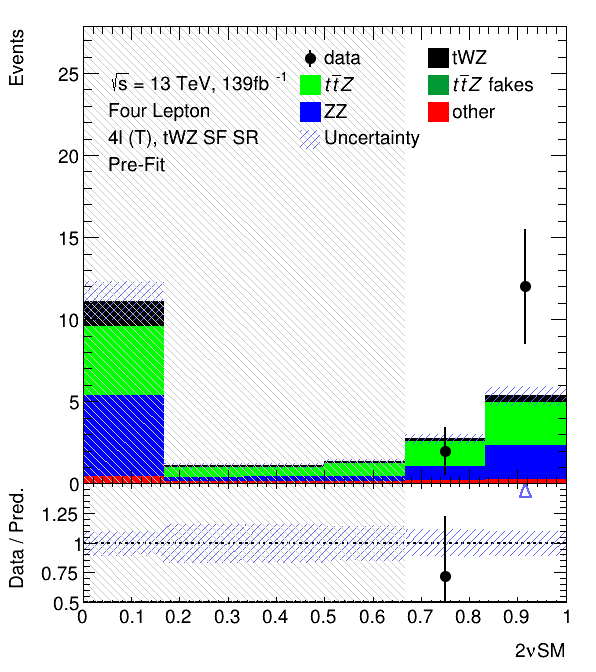 Events
25
20
15
10
5
0
√s = 13 TeV, 139fb⁻¹
Four Lepton
4l (T), tWZ SF SR
Pre-Fit
data
tt̄Z
ZZ
Uncertainty
tWZ
tt̄Z fakes
other
Data / Pred.
1.25
1
0.75
0.5
0 0.1 0.2 0.3 0.4 0.5 0.6 0.7 0.8 0.9 1
2νSM